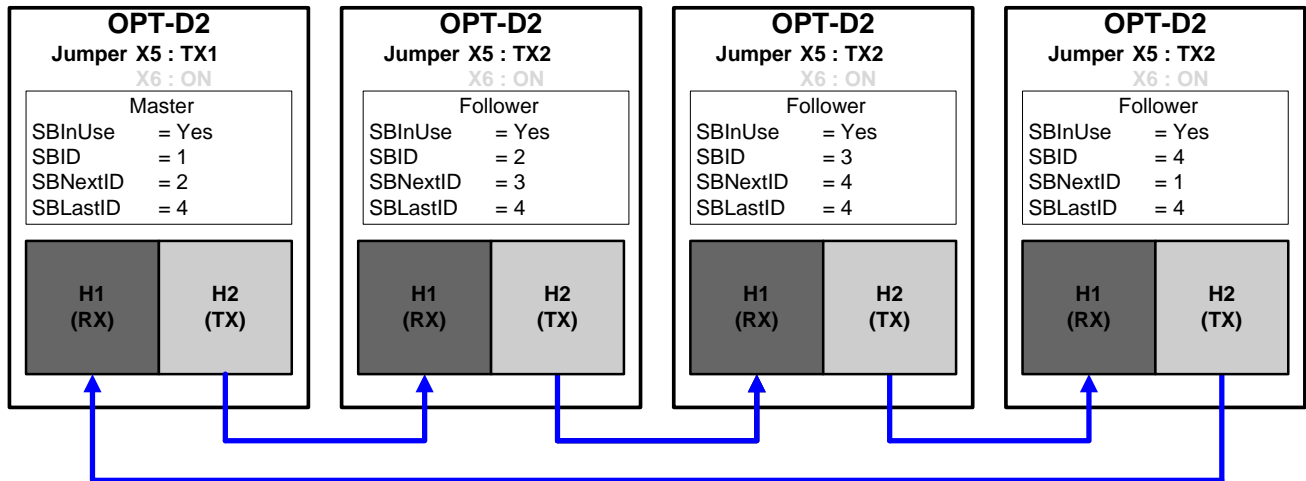 OPT-D2
Jumper X5 : TX1
X6 : ON
Master
SBInUse = Yes
SBID = 1
SBNextID = 2
SBLastID = 4
H1
(RX)
H2
(TX)
OPT-D2
Jumper X5 : TX2
X6 : ON
Follower
SBInUse = Yes
SBID = 2
SBNextID = 3
SBLastID = 4
H1
(RX)
H2
(TX)
OPT-D2
Jumper X5 : TX2
X6 : ON
Follower
SBInUse = Yes
SBID = 3
SBNextID = 4
SBLastID = 4
H1
(RX)
H2
(TX)
OPT-D2
Jumper X5 : TX2
X6 : ON
Follower
SBInUse = Yes
SBID = 4
SBNextID = 1
SBLastID = 4
H1
(RX)
H2
(TX)